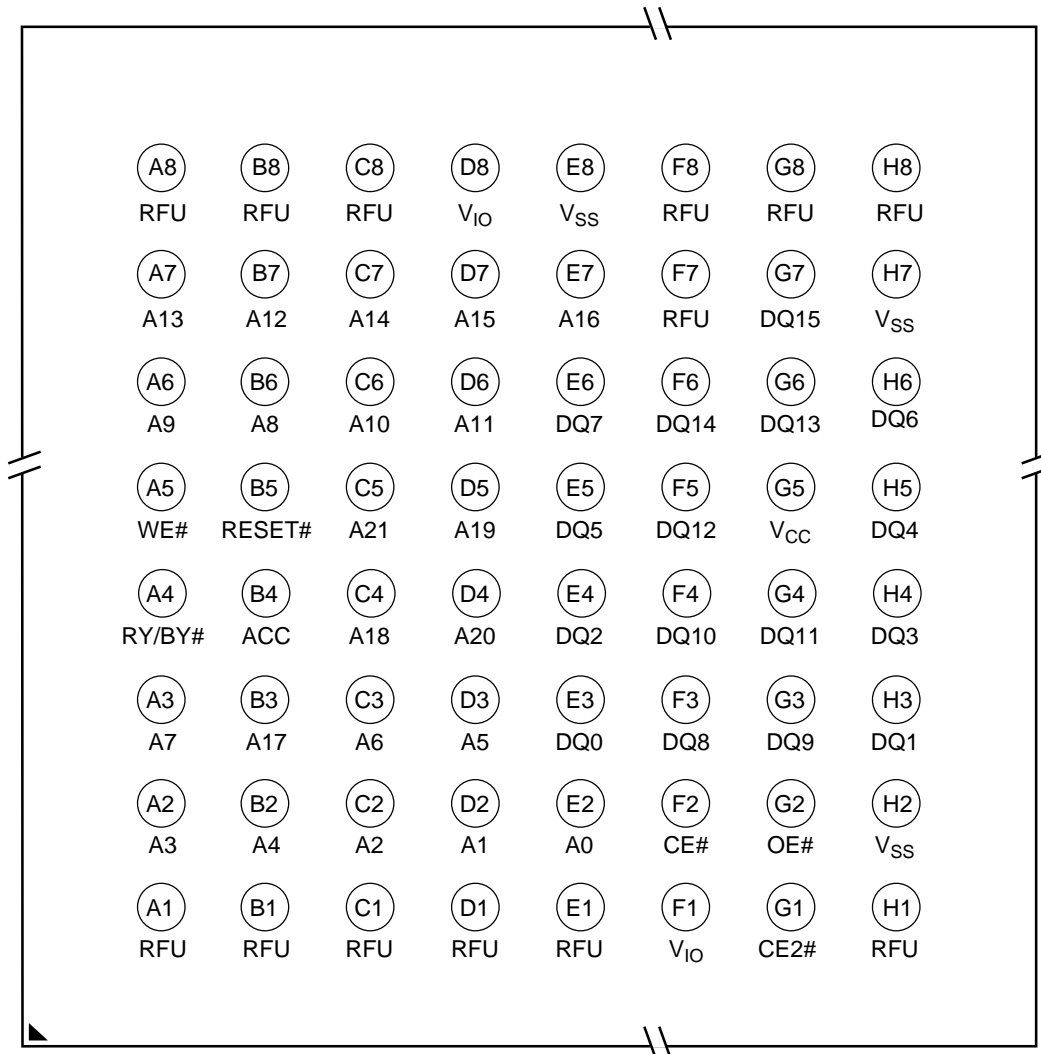 A8 B8 C8 D8 E8 F8 G8 H8
RFU RFU RFU VIO VSS RFU RFU RFU
A7 B7 C7 D7 E7 F7 G7 H7
A13 A12 A14 A15 A16 RFU DQ15 VSS
A6 B6 C6 D6 E6 F6 G6 H6
A9 A8 A10 A11 DQ7 DQ14 DQ13 DQ6
A5 B5 C5 D5 E5 F5 G5 H5
WE# RESET# A21 A19 DQ5 DQ12 VCC DQ4
A4 B4 C4 D4 E4 F4 G4 H4
RY/BY# ACC A18 A20 DQ2 DQ10 DQ11 DQ3
A3 B3 C3 D3 E3 F3 G3 H3
A7 A17 A6 A5 DQ0 DQ8 DQ9 DQ1
A2 B2 C2 D2 E2 F2 G2 H2
A3 A4 A2 A1 A0 CE# OE# VSS
A1 B1 C1 D1 E1 F1 G1 H1
RFU RFU RFU RFU RFU VIO CE2# RFU